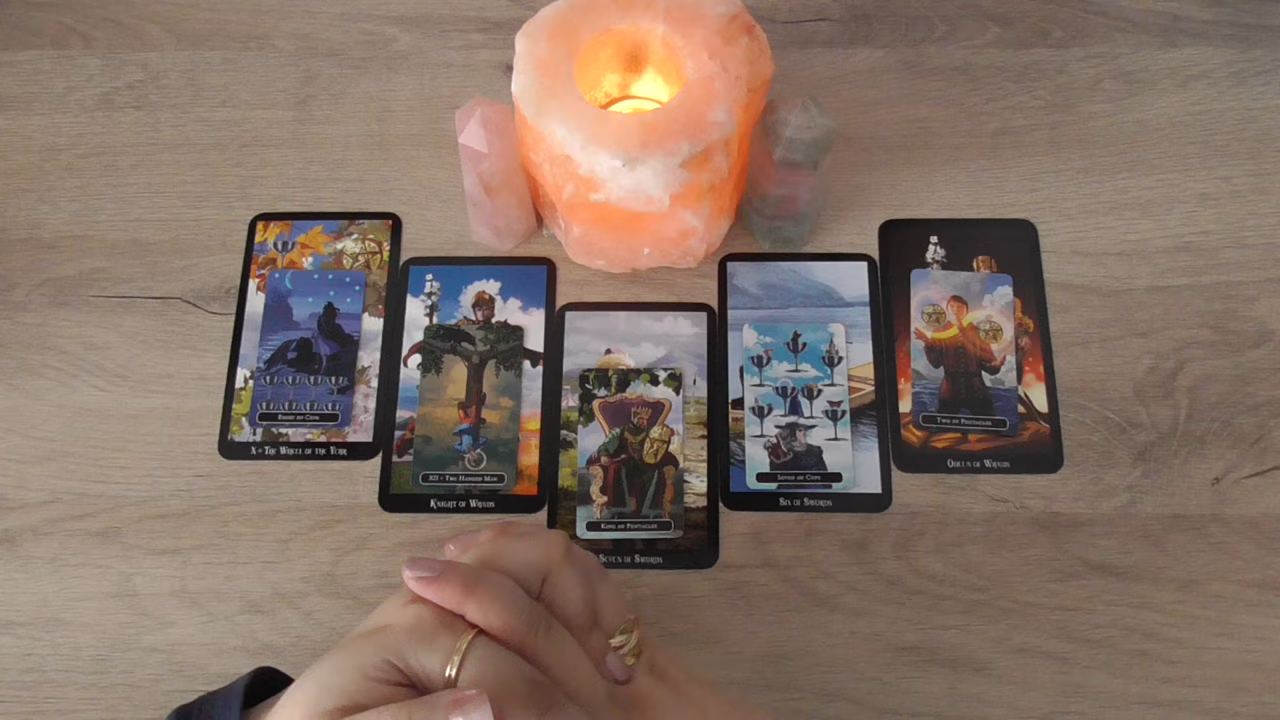 Eight of Cups
X • The Wheel of the Year
XII • The Hanged Man
Knight of Wands
King of Pentacles
Seven of Swords
Seven of Cups
Six of Swords
Two of Pentacles
Queen of Wands